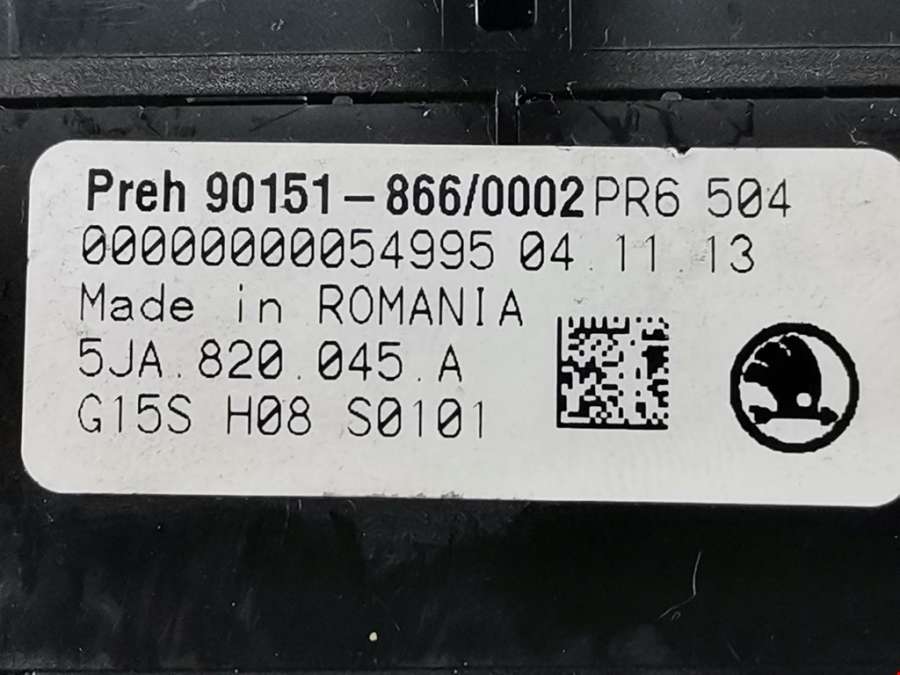 Preh 90151-866/0002 PR6 504
00000000054995 04.11.13
Made in ROMANIA
5JA.820.045.A
G15S H08 S0101